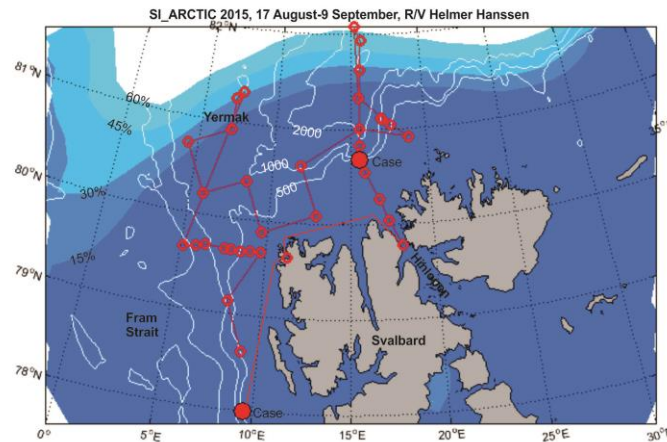 SI_ARCTIC 2015, 17 August-9 September, R/V Helmer Hanssen
82°N
81°N
60%
Yermak
45%
2000
Case
1000
80°N
500
30%
15%
Hinlopen
79°N
Fram
Strait
Svalbard
78°N
Case
0°E
5°E
10°E
15°E
20°E
25°E
30°E